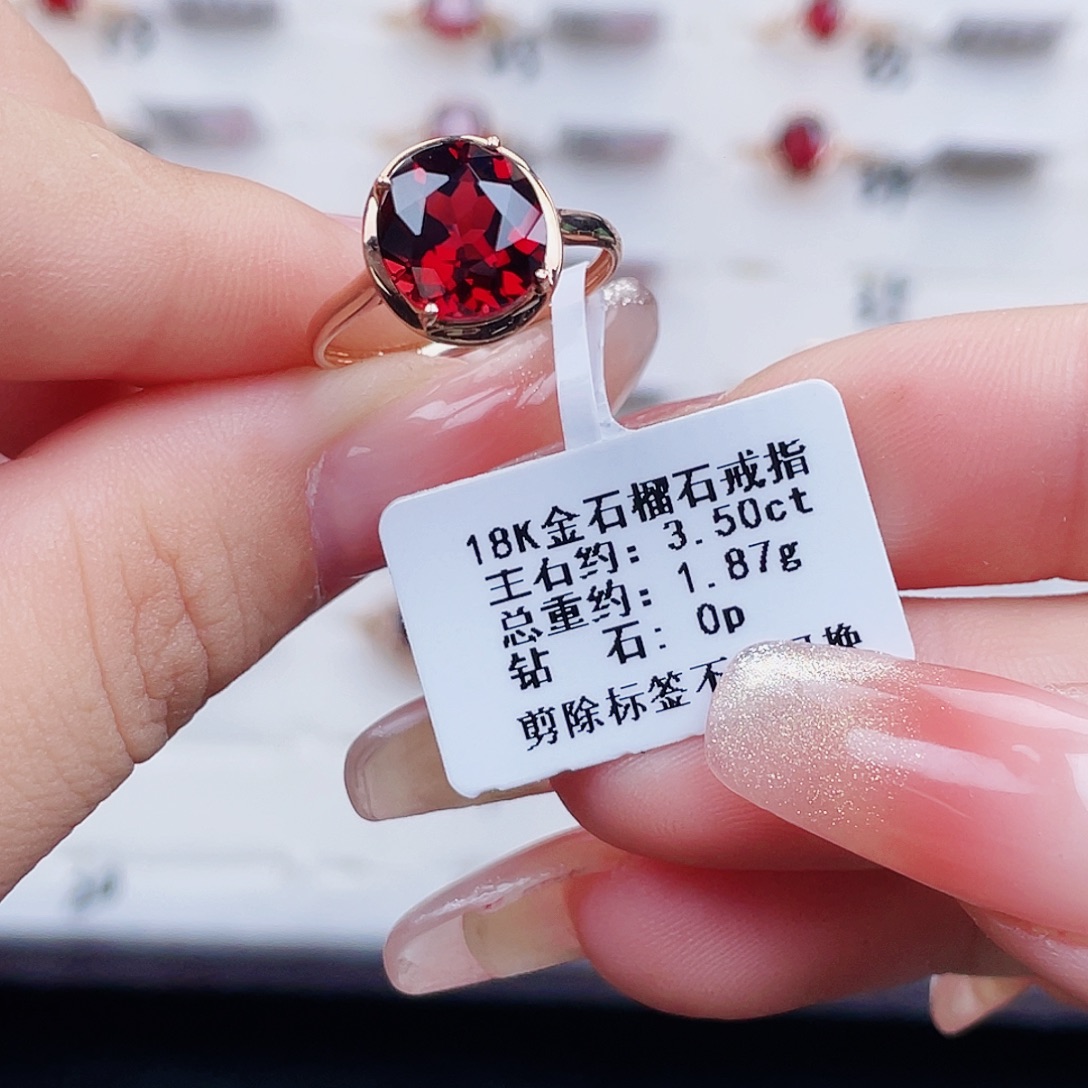 18K金石榴石戒指
主石约: 3.50ct
总重约: 1.87g
钻 石: 0p
剪除标签不